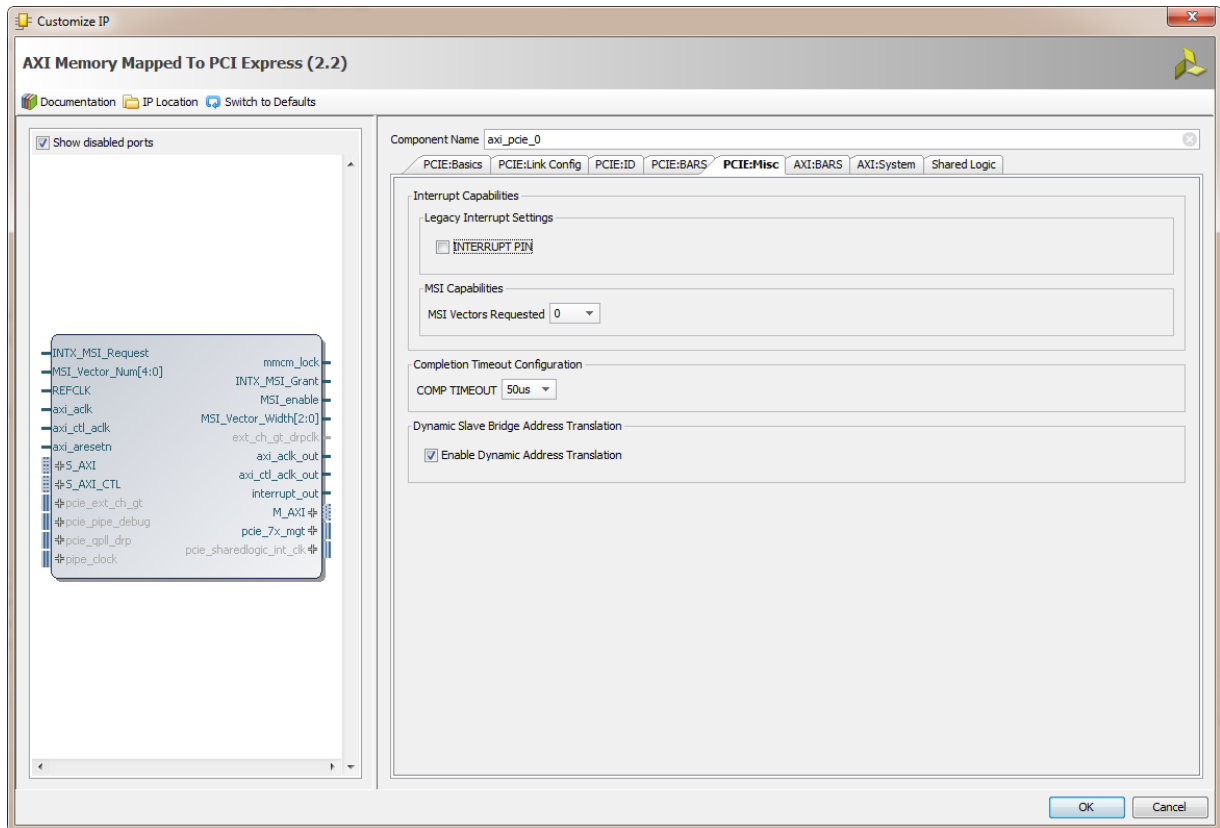 Customize IP
AXI Memory Mapped To PCI Express (2.2)
Documentation IP Location Switch to Defaults
Show disabled ports
INTX_MSI_Request
MSI_Vector_Num[4:0]
REFCLK
axi_aclk
axi_ctl_aclk
axi_aresetn
S_AXI
S_AXI_CTL
pcie_ext_ch_gt
pcie_pipe_debug
pcie_qpll_drp
pipe_clock
mmcm_lock
INTX_MSI_Grant
MSI_enable
MSI_Vector_Width[2:0]
ext_ch_gt_drpclk
axi_aclk_out
axi_ctl_aclk_out
interrupt_out
M_AXI
pcie_7x_mgt
pcie_sharedlogic_int_clk
Component Name axi_pcie_0
PCIE:Basics PCIE:Link Config PCIE:ID PCIE:BARS PCIE:Misc AXI:BARS AXI:System Shared Logic
Interrupt Capabilities
Legacy Interrupt Settings
INTERRUPT PIN
MSI Capabilities
MSI Vectors Requested 0
Completion Timeout Configuration
COMP TIMEOUT 50us
Dynamic Slave Bridge Address Translation
Enable Dynamic Address Translation
OK Cancel